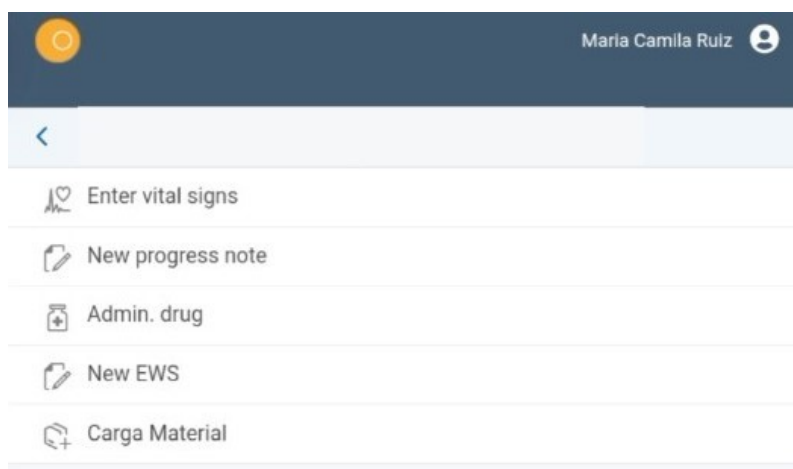 Maria Camila Ruiz
Enter vital signs
New progress note
Admin. drug
New EWS
Carga Material